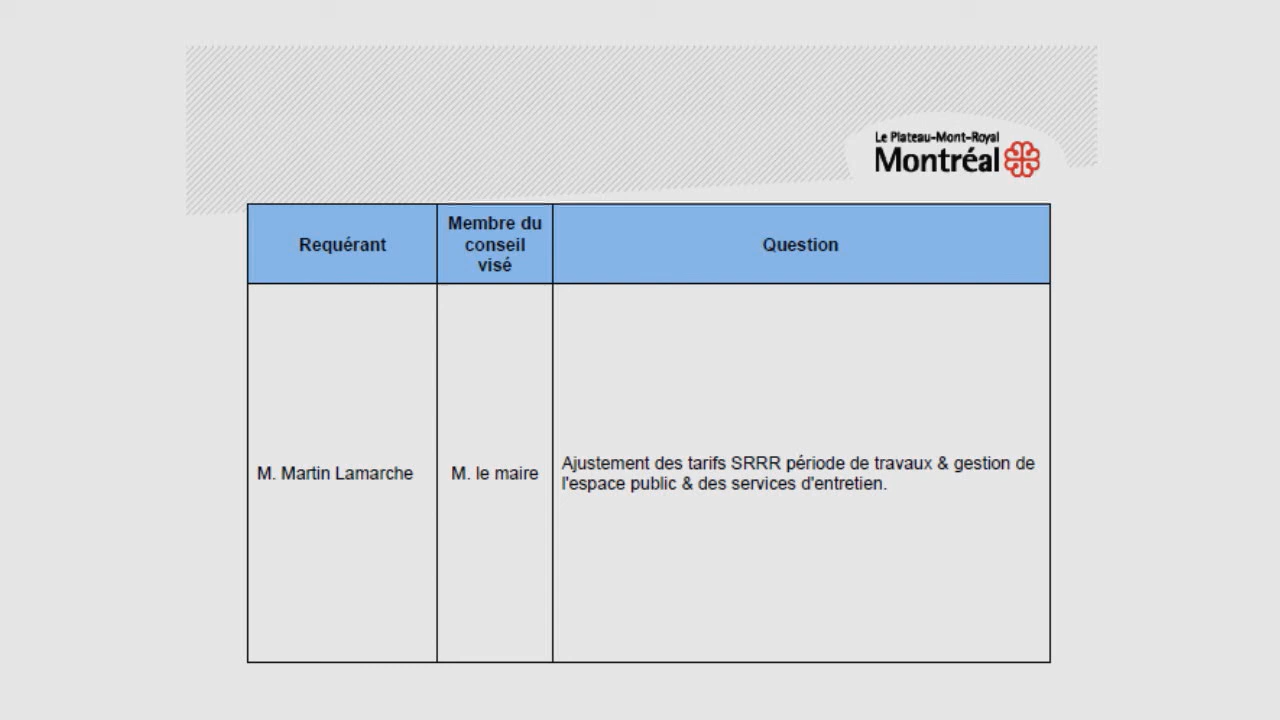 Le Plateau-Mont-Royal
Montréal
Requérant
Membre du
conseil
visé
Question
M. Martin Lamarche
M. le maire
Ajustement des tarifs SRRR période de travaux & gestion de
l'espace public & des services d'entretien.